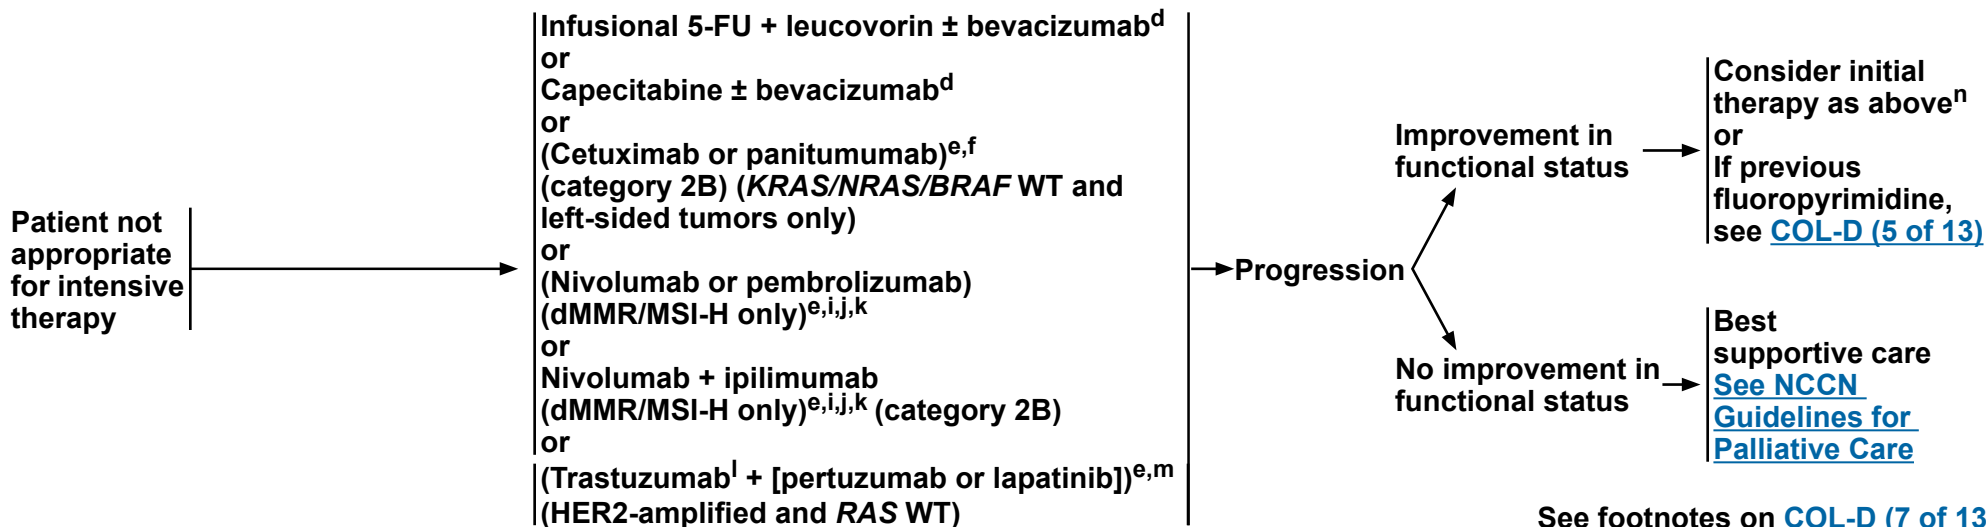 Patient not
appropriate
for intensive
therapy
Infusional 5-FU + leucovorin ± bevacizumabd
or
Capecitabine ± bevacizumabd
or
(Cetuximab or panitumumab)e,f
(category 2B) (KRAS/NRAS/BRAF WT and
left-sided tumors only)
or
(Nivolumab or pembrolizumab)
(dMMR/MSI-H only)e,i,j,k
or
Nivolumab + ipilimumab
(dMMR/MSI-H only)e,i,j,k (category 2B)
or
(Trastuzumabl + [pertuzumab or lapatinib])e,m
(HER2-amplified and RAS WT)
Progression
Improvement in
functional status
Consider initial
therapy as aboven
or
If previous
fluoropyrimidine,
see COL-D (5 of 13)
No improvement in
functional status
Best
supportive care
See NCCN
Guidelines for
Palliative Care
See footnotes on COL-D (7 of 13